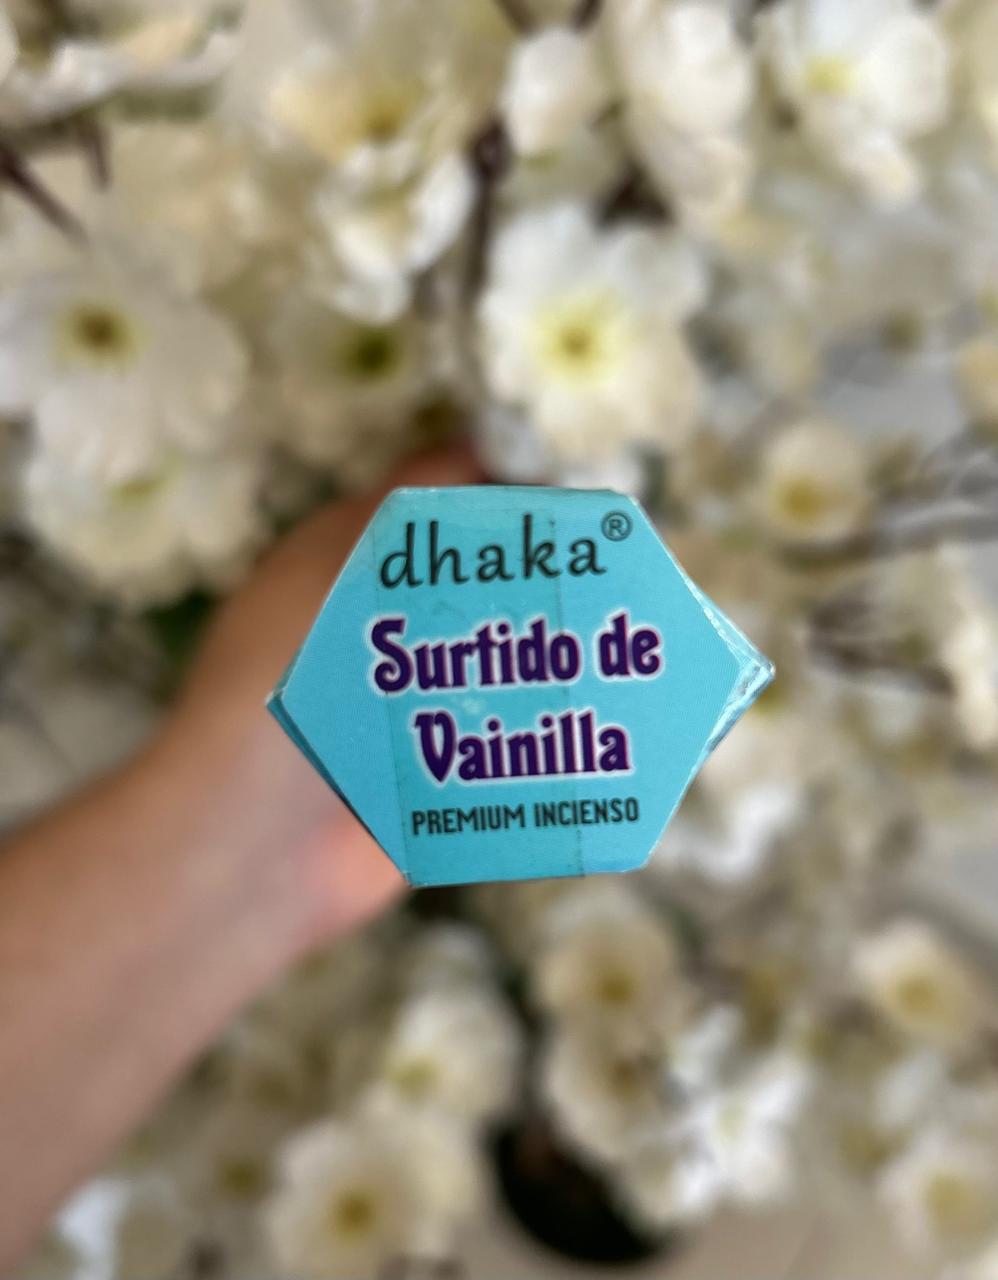 dhaka®
Surtido de
Vainilla
PREMIUM INCIENSO